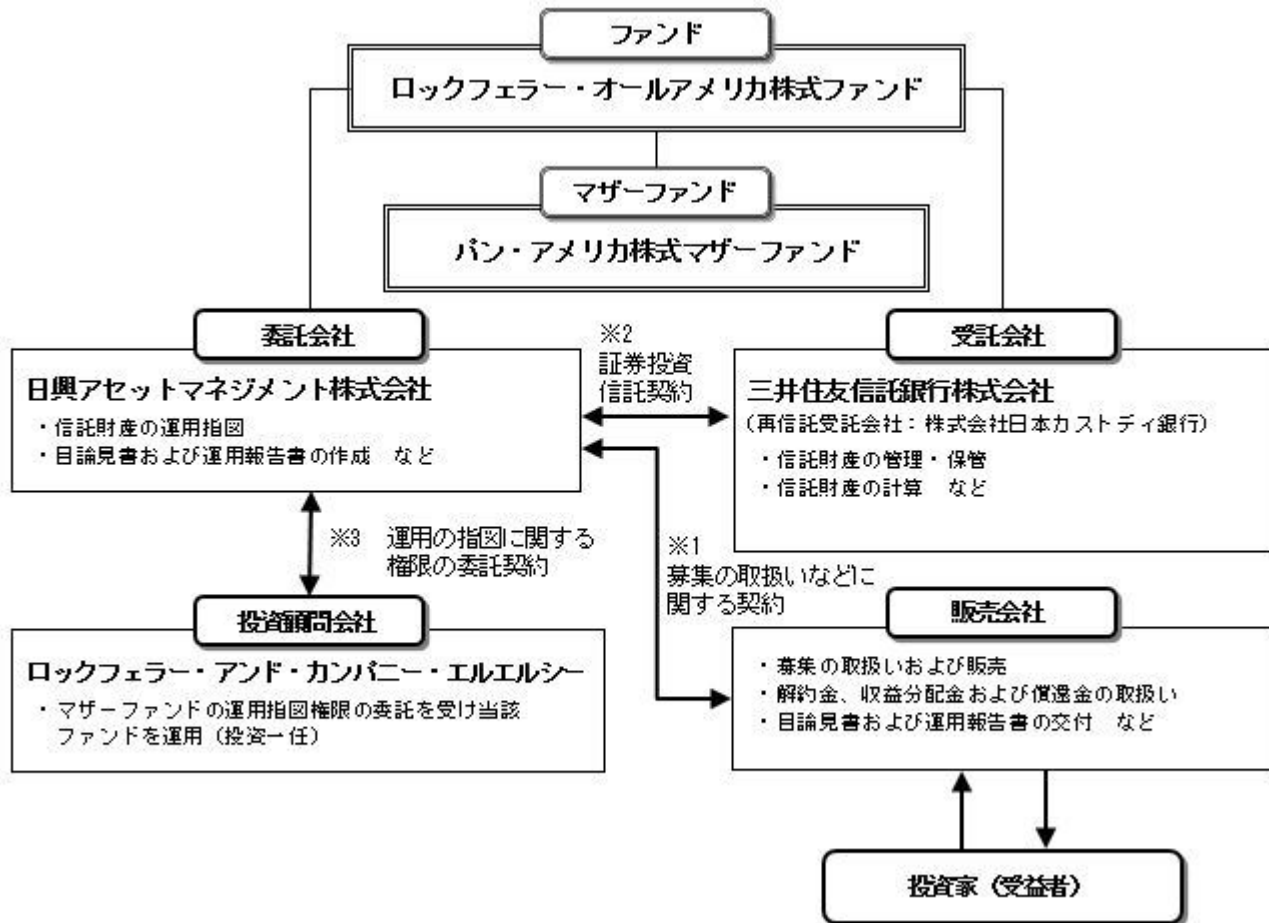 ファンド
ロックフェラー・オールアメリカ株式ファンド
マザーファンド
パン・アメリカ株式マザーファンド
委託会社
日興アセットマネジメント株式会社
・信託財産の運用指図
・目論見書および運用報告書の作成 など
※2
証券投資
信託契約
受託会社
三井住友信託銀行株式会社
(再信託受託会社：株式会社日本カストディ銀行)
・信託財産の管理・保管
・信託財産の計算 など
※3 運用の指図に関する
権限の委託契約
※1
募集の取扱いなどに
関する契約
投資顧問会社
ロックフェラー・アンド・カンパニー・エルエルシー
・マザーファンドの運用指図権限の委託を受け当該
ファンドを運用（投資一任）
販売会社
・募集の取扱いおよび販売
・解約金、収益分配金および償還金の取扱い
・目論見書および運用報告書の交付 など
投資家（受益者）